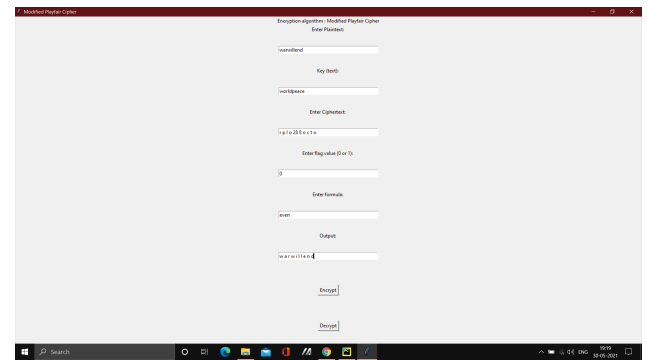 Modified Playfair Cipher
Encryption algorithm : Modified Playfair Cipher
Enter Plaintext:
warwillend
Key (text):
worldpeace
Enter Ciphertext:
r p l o 2 8 8 o c t o
Enter flag value (0 or 1):
0
Enter formula:
even
Output:
w a r w i l l e n d
Encrypt
Decrypt
Search
ENG
19:19
30-05-2021